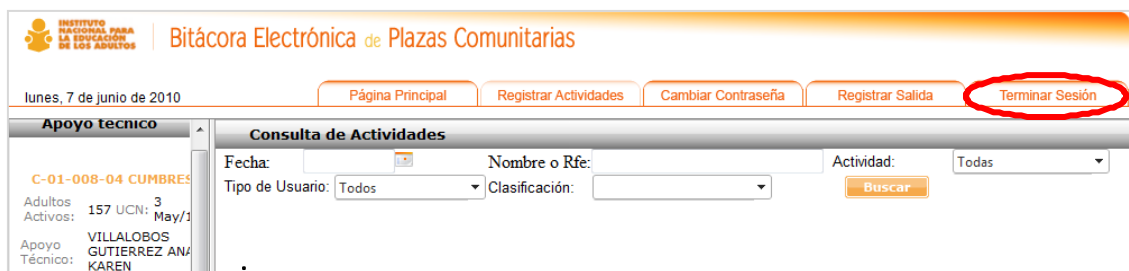 INSTITUTO
NACIONAL PARA
LA EDUCACIÓN
DE LOS ADULTOS
Bitácora Electrónica de Plazas Comunitarias
lunes, 7 de junio de 2010
Página Principal
Registrar Actividades
Cambiar Contraseña
Registrar Salida
Terminar Sesión
Apoyo tecnico
C-01-008-04 CUMBRES
Adultos
Activos: 157 UCN: 3
May/1
Apoyo
Técnico: VILLALOBOS
GUTIERREZ ANA
KAREN
Consulta de Actividades
Fecha:
Nombre o Rfe:
Actividad: Todas
Tipo de Usuario: Todos
Clasificación:
Buscar